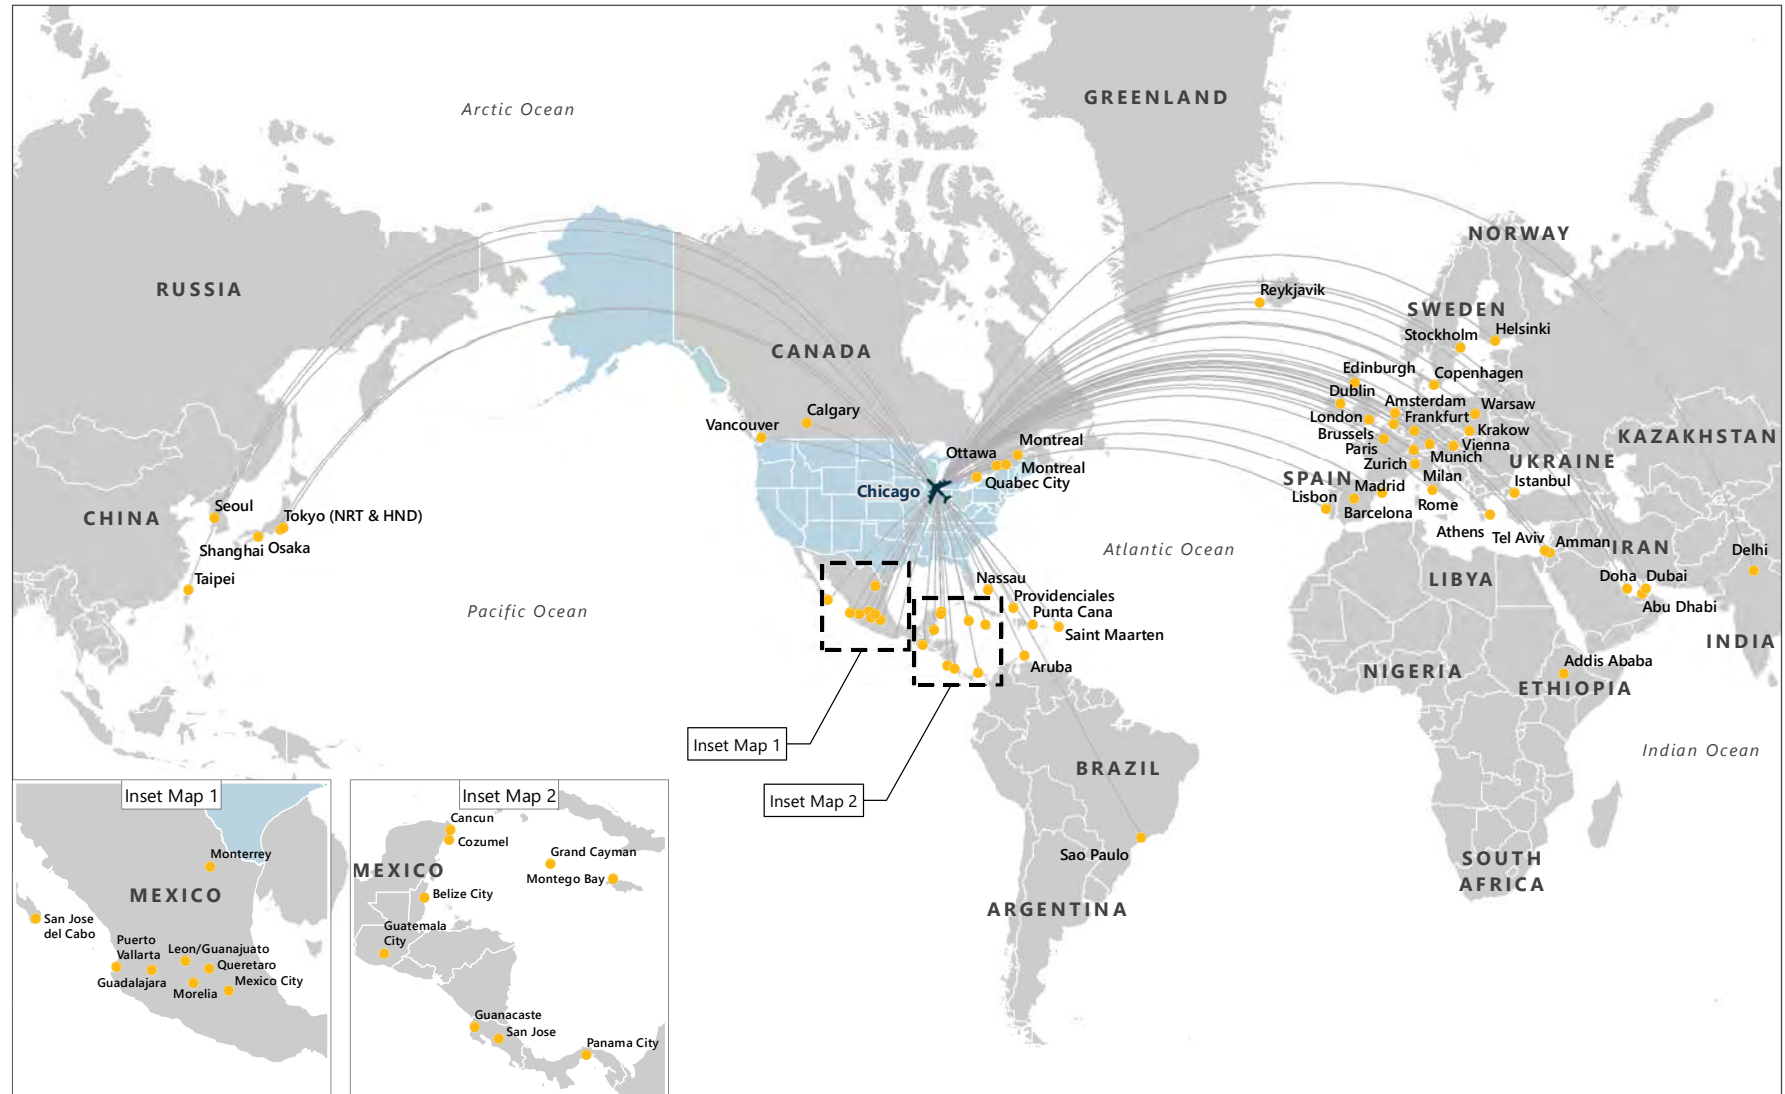 Arctic Ocean
GREENLAND
NORWAY
RUSSIA
Reykjavik
SWEDEN
Stockholm
Helsinki
CANADA
Edinburgh
Copenhagen
Dublin
Amsterdam
Warsaw
London
Frankfurt
Krakow
Brussels
Paris
Vienna
Munich
Zurich
KAZAKHSTAN
UKRAINE
Calgary
Vancouver
Montreal
Ottawa
Montreal
Quabec City
Chicago
SPAIN
Milan
Istanbul
Madrid
Lisbon
Barcelona
Rome
Athens
Tel Aviv
Amman
IRAN
Delhi
CHINA
Seoul
Tokyo (NRT & HND)
Shanghai
Osaka
Taipei
Pacific Ocean
Atlantic Ocean
LIBYA
Doha
Dubai
Abu Dhabi
INDIA
Nassau
Providenciales
Punta Cana
Saint Maarten
Aruba
NIGERIA
Addis Ababa
ETHIOPIA
Indian Ocean
Inset Map 1
Inset Map 2
BRAZIL
Sao Paulo
ARGENTINA
SOUTH
AFRICA
Inset Map 1
Monterrey
MEXICO
San Jose
del Cabo
Puerto
Vallarta
Leon/Guanajuato
Queretaro
Guadalajara
Mexico City
Morelia
Inset Map 2
Cancun
Cozumel
MEXICO
Grand Cayman
Montego Bay
Belize City
Guatemala
City
Guanacaste
San Jose
Panama City